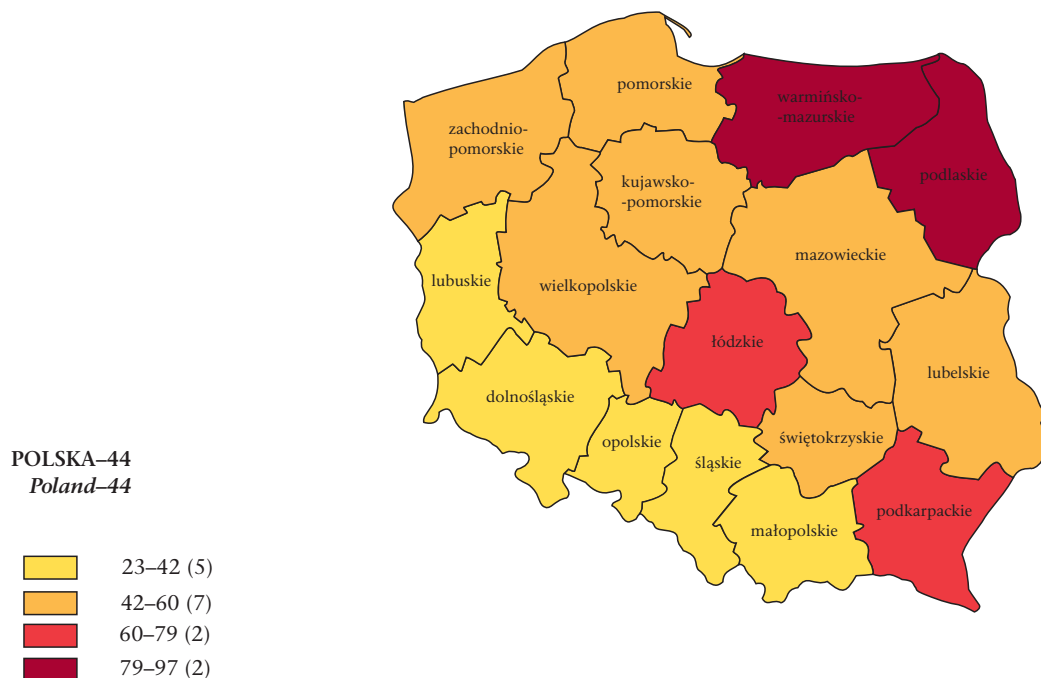 pomorskie
warmińsko-
-mazurskie
zachodnio-
pomorskie
podlaskie
kujawsko-
-pomorskie
mazowieckie
lubuskie
wielkopolskie
łódzkie
lubelskie
dolnośląskie
opolskie
świętokrzyskie
śląskie
podkarpackie
małopolskie
POLSKA–44
Poland–44
23–42 (5)
42–60 (7)
60–79 (2)
79–97 (2)